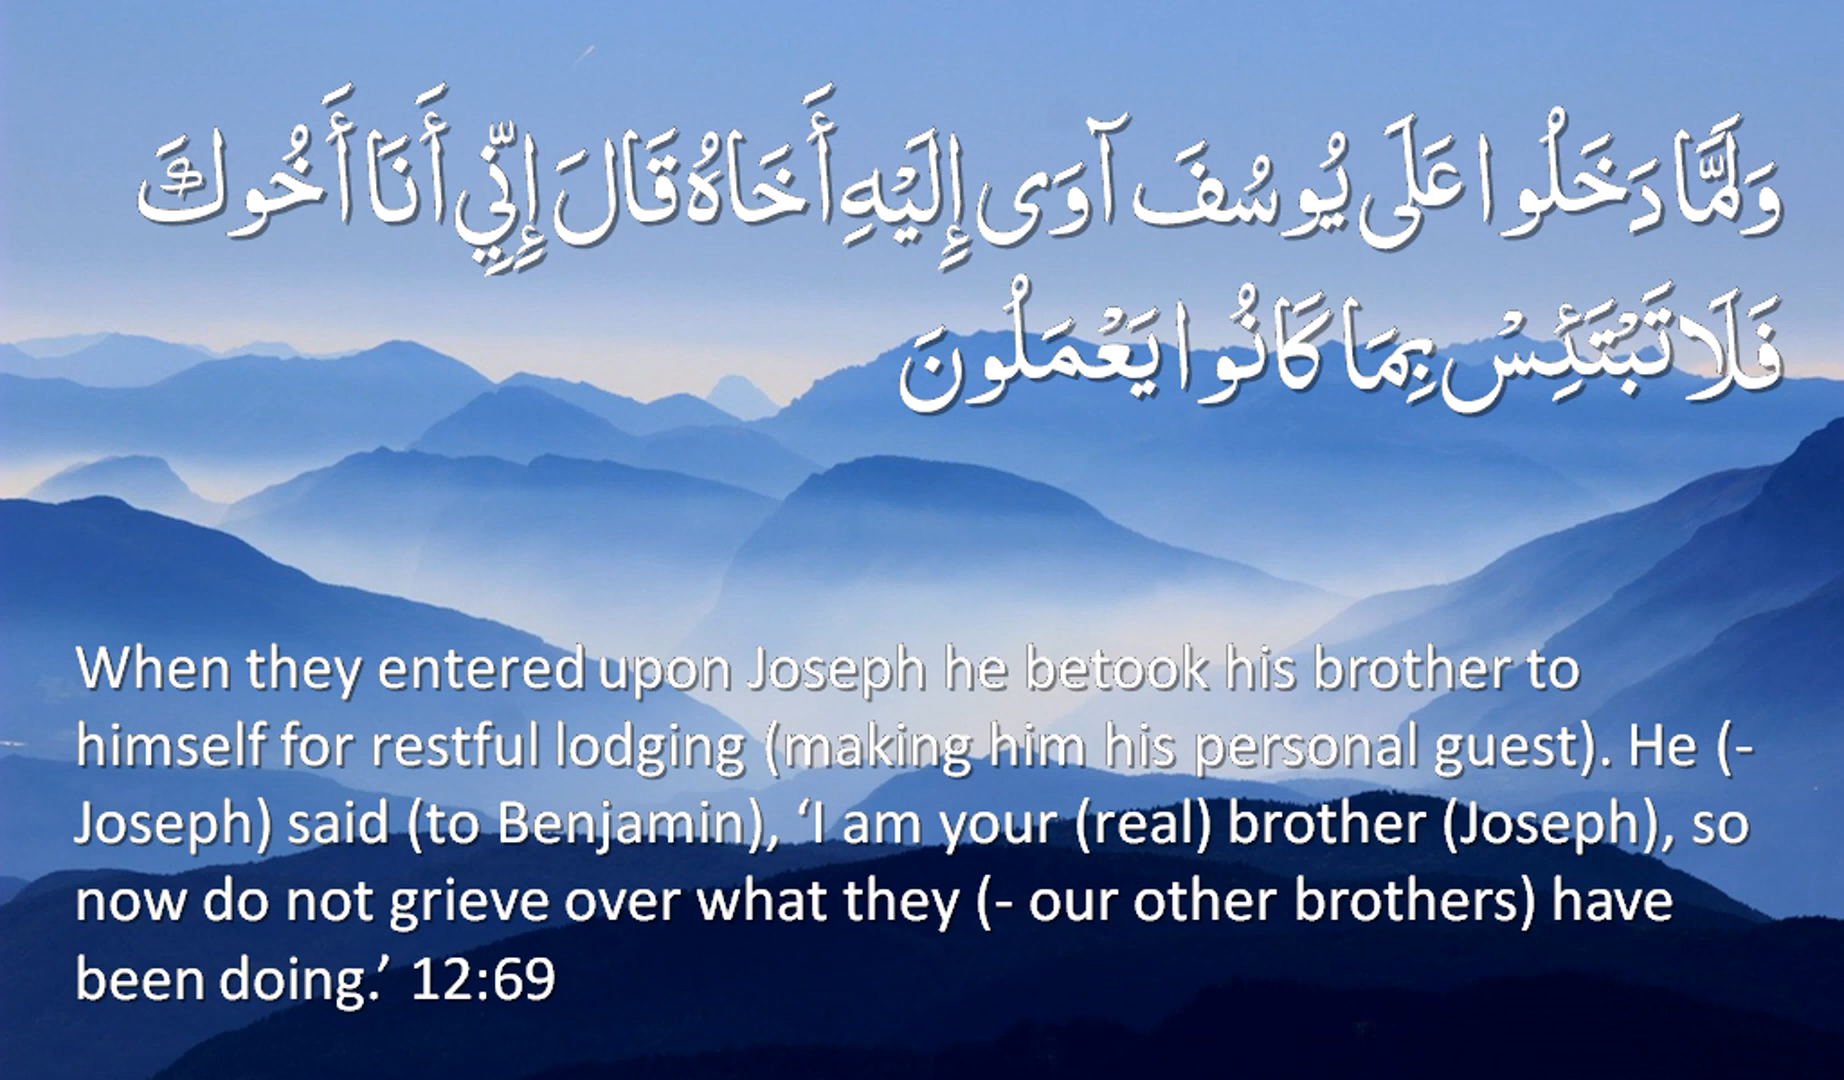 وَلَمَّا دَخَلُوا عَلَى يُوسُفَ آوَى إِلَيْهِ أَخَاهُ قَالَ إِنِّي أَنَا أَخُوكَ
فَلَا تَبْتَئِسْ بِمَا كَانُوا يَعْمَلُونَ
When they entered upon Joseph he betook his brother to
himself for restful lodging (making him his personal guest). He (-
Joseph) said (to Benjamin), ‘I am your (real) brother (Joseph), so
now do not grieve over what they (- our other brothers) have
been doing.’ 12:69